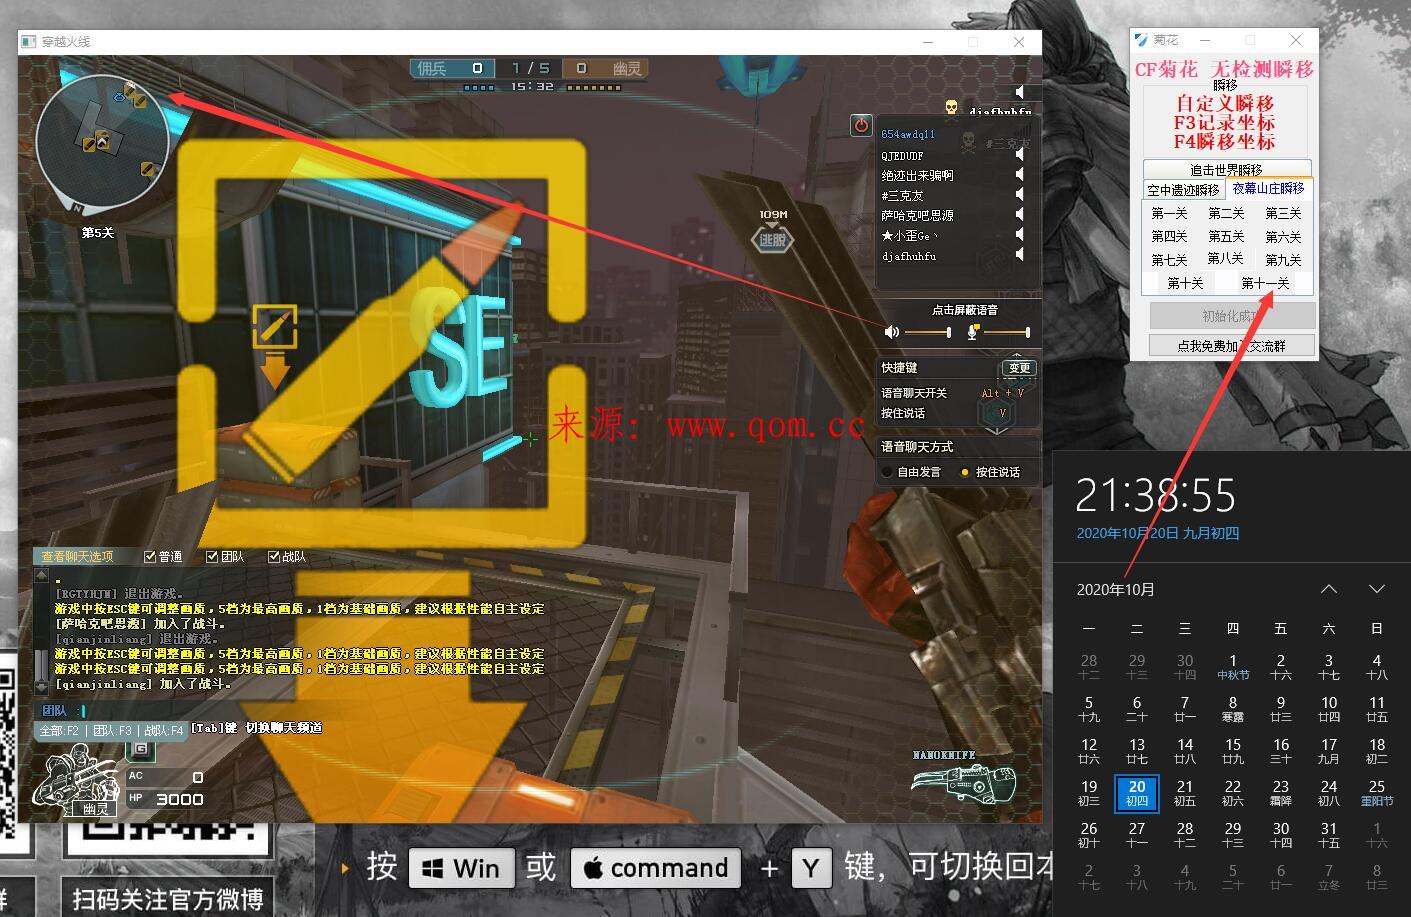 穿越火线
佣兵 0 1 / 5 0 幽灵
15:32
N
第5关
109M
逃脱
SE
djafhuhfu
654awdq11
QJEDUDF
#三克友
绝迹出来骗啊
#三克友
萨哈克吧思源
★小歪Ge丶
djafhuhfu
点击屏蔽语音
快捷键 变更
语音聊天开关 Alt + V
按住说话 V
语音聊天方式
自由发言 按住说话
来源: www.qom.cc
查看聊天选项 普通 团队 战队
[RGTYHJN] 退出游戏。
游戏中按ESC键可调整画质，5档为最高画质，1档为基础画质，建议根据性能自主设定
[萨哈克吧思源] 加入了战斗。
[qianjinliang] 退出游戏。
游戏中按ESC键可调整画质，5档为最高画质，1档为基础画质，建议根据性能自主设定
游戏中按ESC键可调整画质，5档为最高画质，1档为基础画质，建议根据性能自主设定
[qianjinliang] 加入了战斗。
团队 :
全部:F2 | 团队:F3 | 战队:F4 [Tab]键 切换聊天频道
G
AC 0
HP 3000
幽灵
NANOKNIFE
菊花
CF菊花 无检测瞬移
瞬移
自定义瞬移
F3记录坐标
F4瞬移坐标
追击世界瞬移
空中遗迹瞬移 夜幕山庄瞬移
第一关 第二关 第三关
第四关 第五关 第六关
第七关 第八关 第九关
第十关 第十一关
初始化成功
点我免费加入交流群
21:38:55
2020年10月20日 九月初四
2020年10月
一 二 三 四 五 六 日
28 29 30 1 2 3 4
十二 十三 十四 中秋节 十六 十七 十八
5 6 7 8 9 10 11
十九 二十 廿一 寒露 廿三 廿四 廿五
12 13 14 15 16 17 18
廿六 廿七 廿八 廿九 三十 九月 初二
19 20 21 22 23 24 25
初三 初四 初五 初六 霜降 初八 重阳节
26 27 28 29 30 31 1
初十 十一 十二 十三 十四 十五 十六
2 3 4 5 6 7 8
十七 十八 十九 二十 廿一 立冬 廿三
群 扫码关注官方微博
按 Win 或 command + Y 键，可切换回本